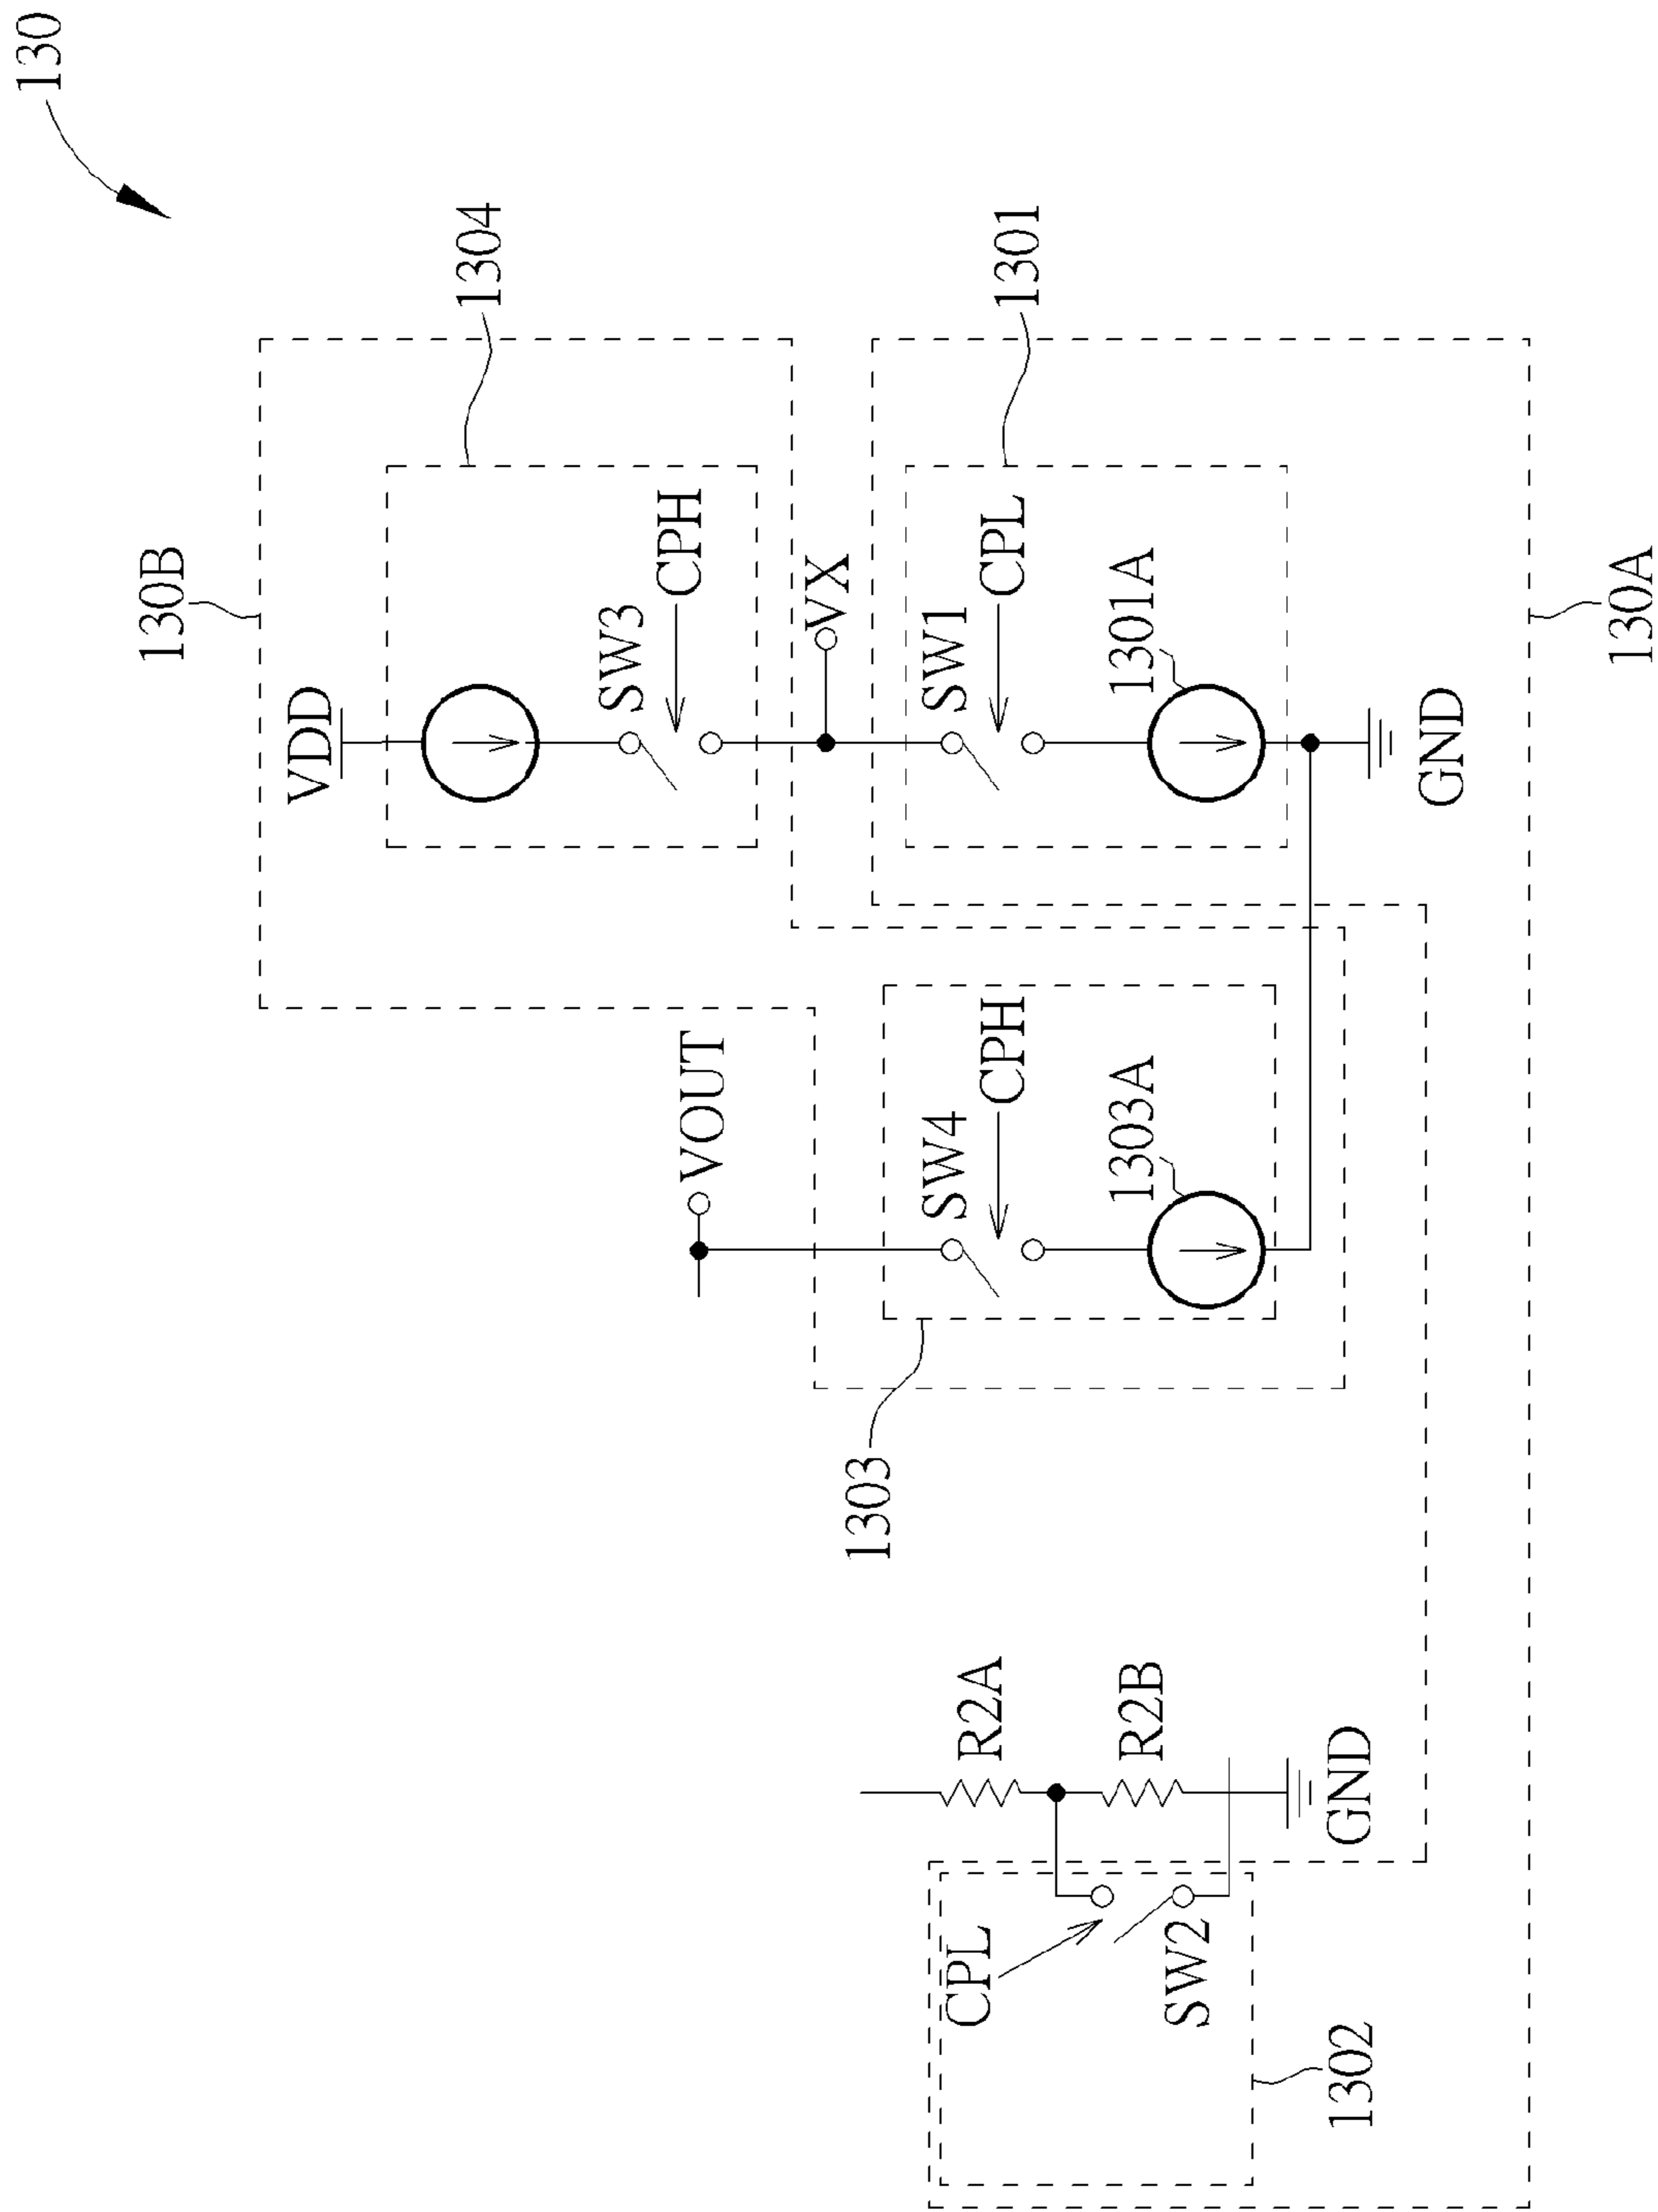 130
1304
1301
130B
CPH
CPL
VX
SW3
SW1
1301A
130A
VDD
GND
VOUT
CPH
SW4
1303A
1303
R2A
R2B
GND
CPL
SW2
1302